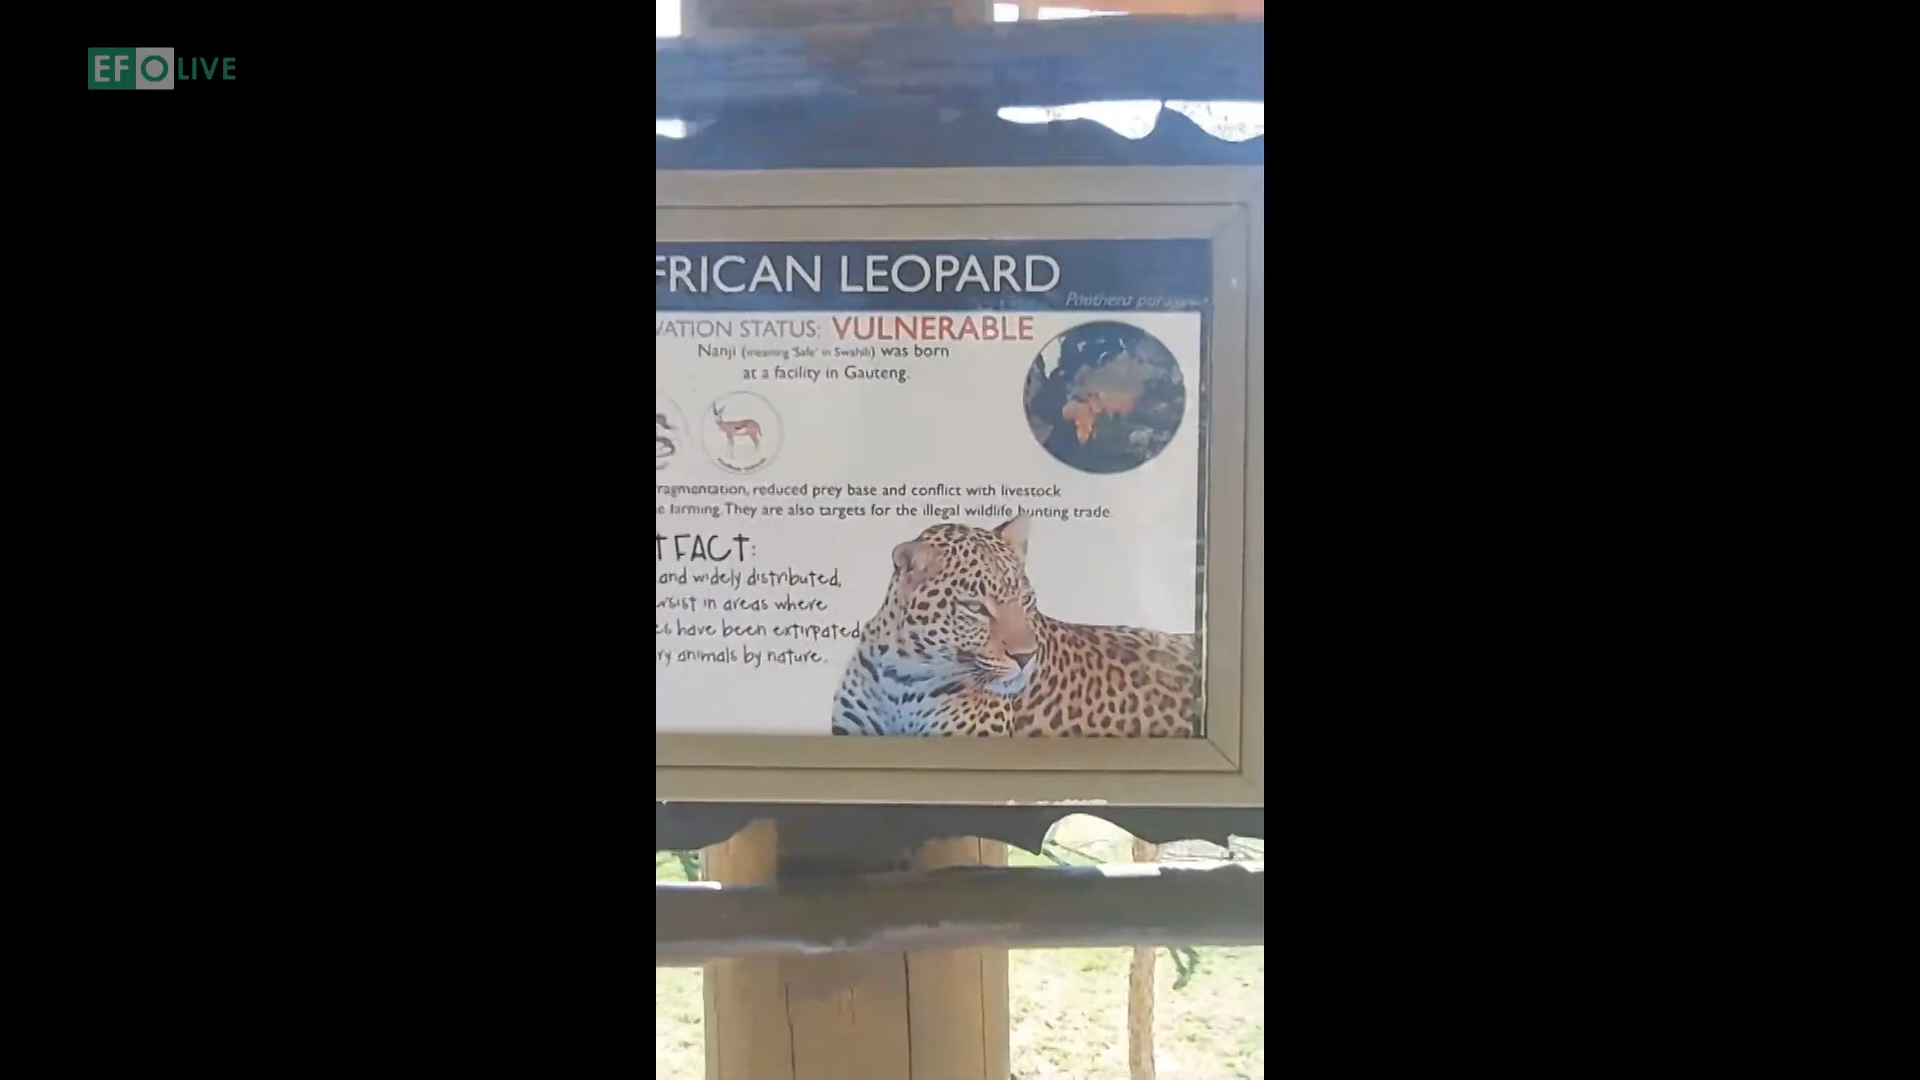 EFO LIVE
FRICAN LEOPARD
Panthera
VATION STATUS: VULNERABLE
Nanji (meaning 'Safe' in Swahili) was born
at a facility in Gauteng.
ragmentation, reduced prey base and conflict with livestock
e farming. They are also targets for the illegal wildlife hunting trade
T FACT:
and widely distributed,
rsist in areas where
es have been extirpated
ry animals by nature.